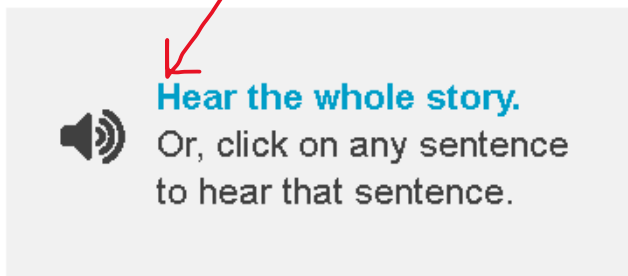 Hear the whole story.
Or, click on any sentence
to hear that sentence.